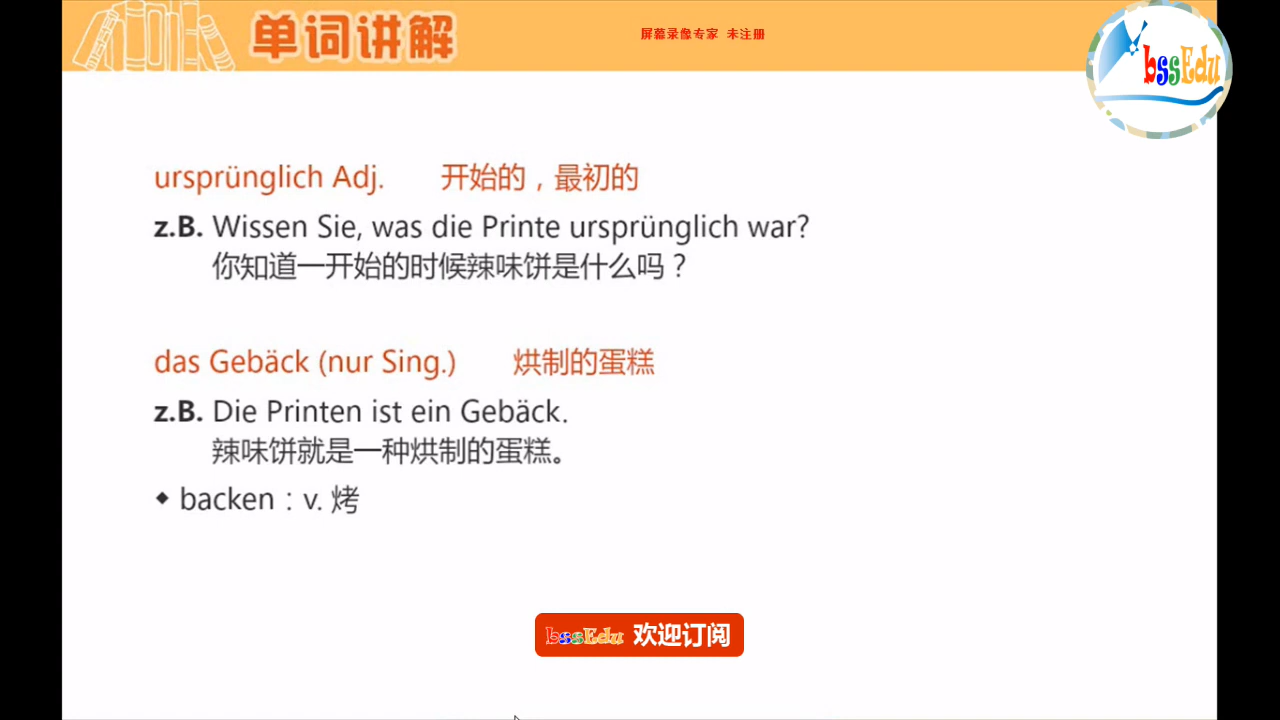 单词讲解
屏幕录像专家 未注册
bssEdu
ursprünglich Adj. 开始的，最初的
z.B. Wissen Sie, was die Printe ursprünglich war?
你知道一开始的时候辣味饼是什么吗？
das Gebäck (nur Sing.) 烘制的蛋糕
z.B. Die Printen ist ein Gebäck.
辣味饼就是一种烘制的蛋糕。
◆ backen：v. 烤
bssEdu 欢迎订阅